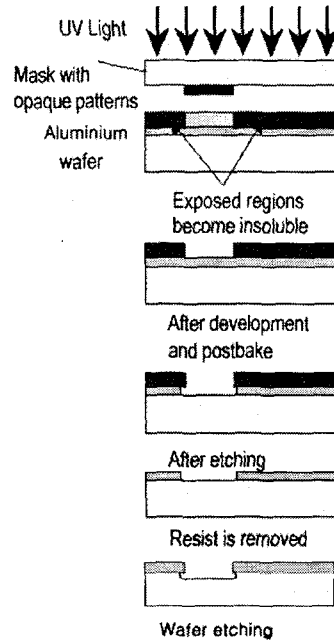 UV Light
Mask with
opaque patterns
Aluminium
wafer
Exposed regions
become insoluble
After development
and postbake
After etching
Resist is removed
Wafer etching